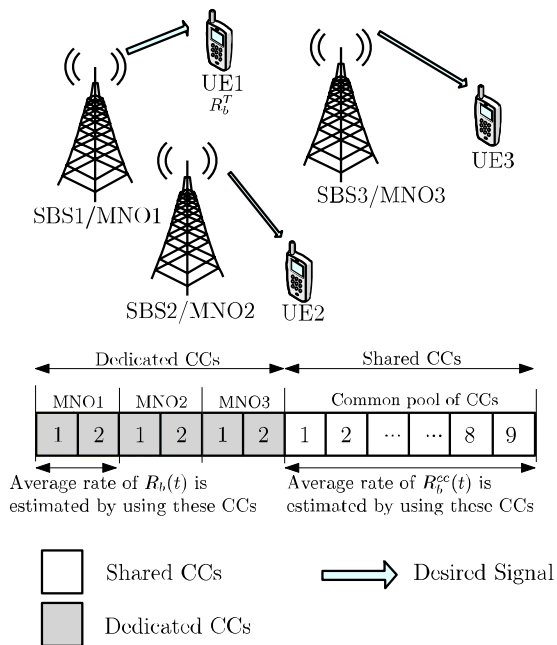 UE1
R_b^T
UE3
SBS1/MNO1
SBS3/MNO3
SBS2/MNO2
UE2
Dedicated CCs
Shared CCs
MNO1 MNO2 MNO3 Common pool of CCs
1 2 1 2 1 2 1 2 ... ... 8 9
Average rate of R_b(t) is
estimated by using these CCs
Average rate of R_b^{cc}(t) is
estimated by using these CCs
Shared CCs
Desired Signal
Dedicated CCs